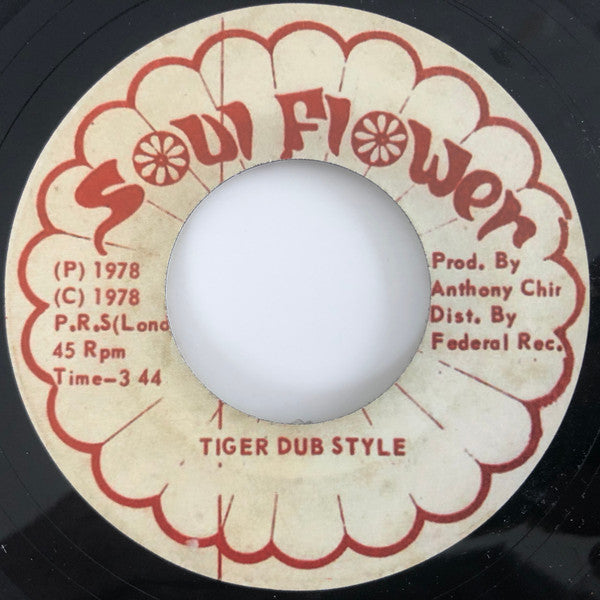 Soul Flower
(P) 1978
(C) 1978
P.R.S(Lond
45 Rpm
Time-3 44
Prod. By
Anthony Chir
Dist. By
Federal Rec.
TIGER DUB STYLE